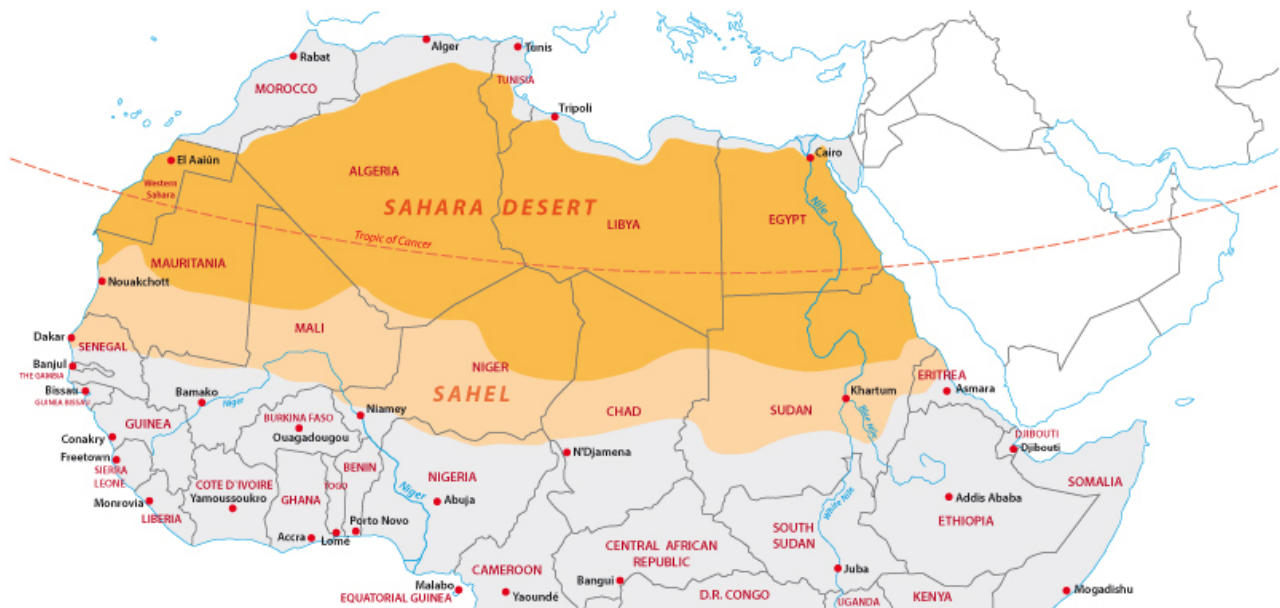 Rabat
Alger
Tunis
TUNISIA
MOROCCO
Tripoli
El Aaiún
Cairo
ALGERIA
Western
Sahara
SAHARA DESERT
Nile
EGYPT
LIBYA
Tropic of Cancer
MAURITANIA
Nouakchott
MALI
Dakar
SENEGAL
Banjul
THE GAMBIA
NIGER
ERITREA
Asmara
Bissau
GUINEA BISSAU
Bamako
Niger
SAHEL
Khartum
Niamey
CHAD
SUDAN
Blue Nile
GUINEA
BURKINA FASO
Ouagadougou
Conakry
Freetown
SIERRA
LEONE
DJIBOUTI
Djibouti
N'Djamena
BENIN
NIGERIA
COTE D'IVOIRE
Yamoussoukro
TOGO
GHANA
Niger
Abuja
SOMALIA
Monrovia
LIBERIA
Addis Ababa
ETHIOPIA
White Nile
Porto Novo
Accra
Lomé
SOUTH
SUDAN
CENTRAL AFRICAN
REPUBLIC
CAMEROON
Bangui
Juba
Malabo
EQUATORIAL GUINEA
Yaoundé
D.R. CONGO
UGANDA
KENYA
Mogadishu